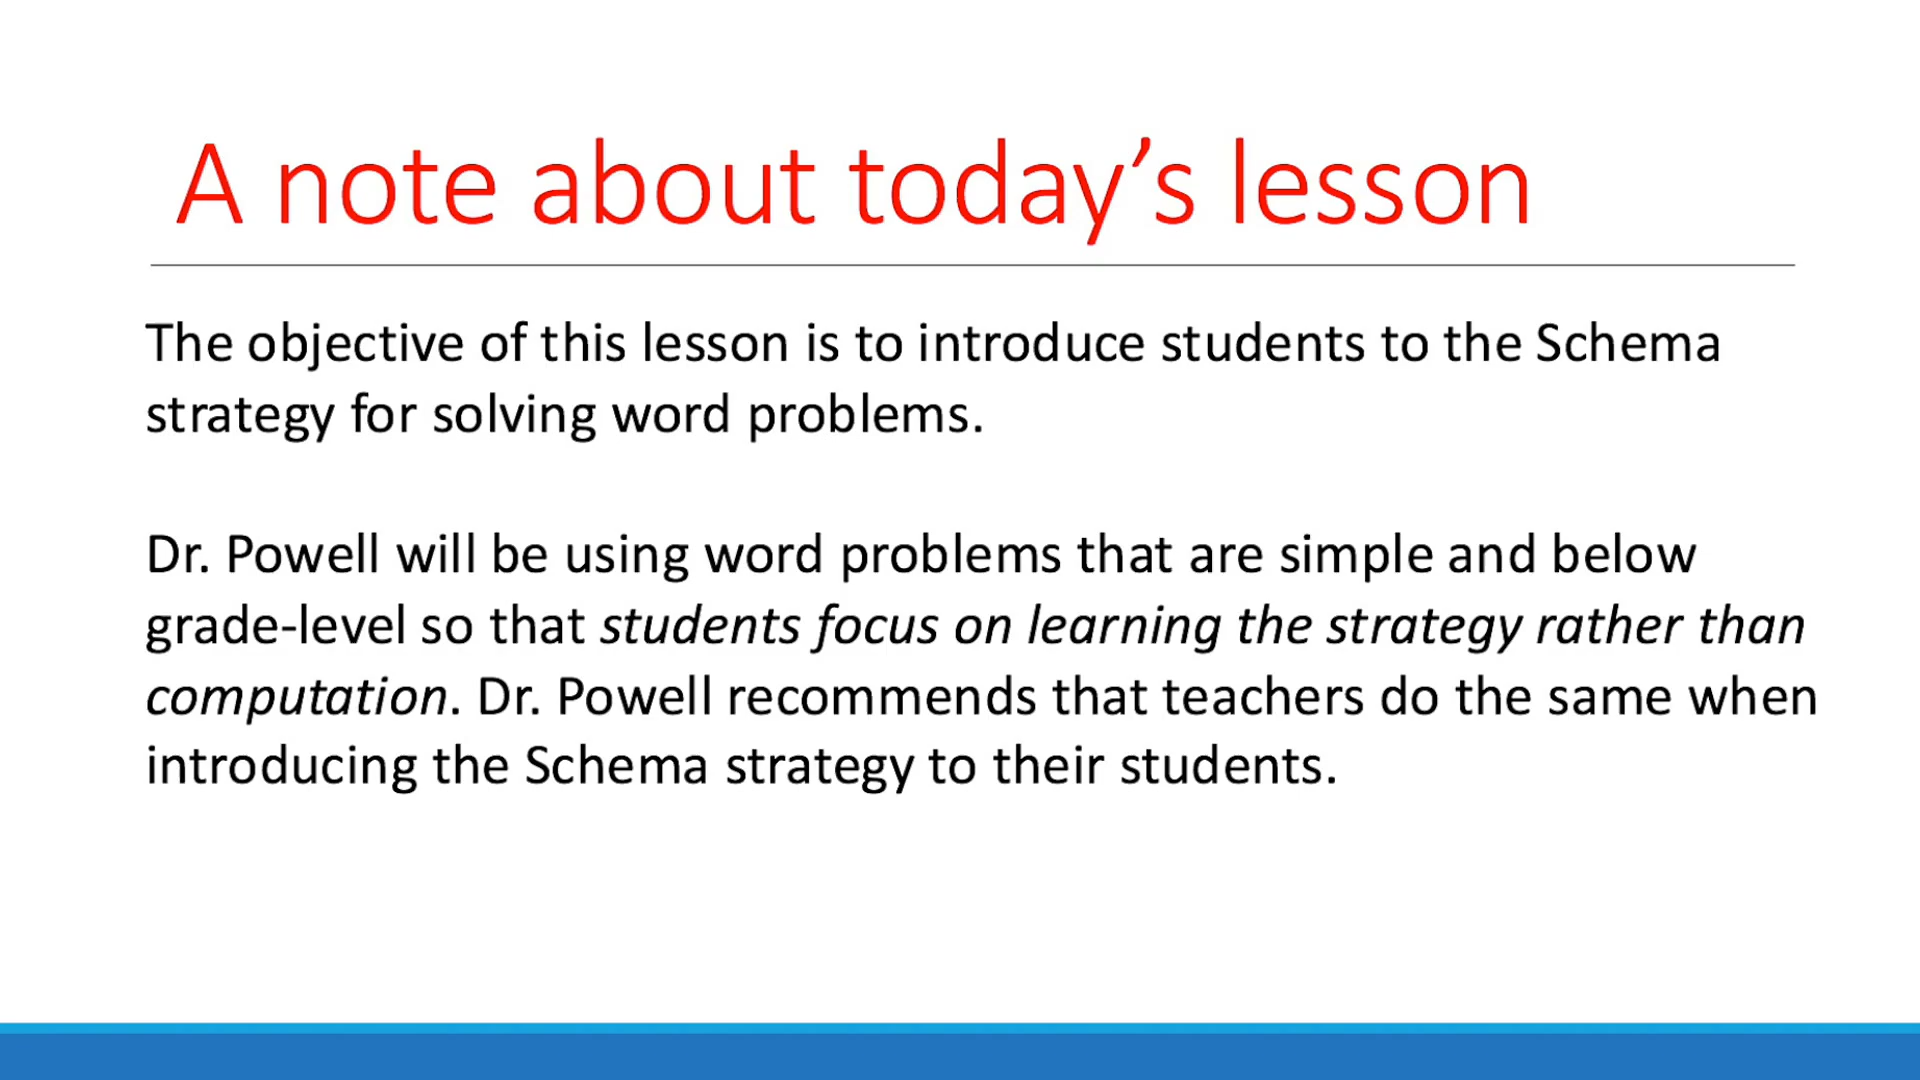 A note about today’s lesson
The objective of this lesson is to introduce students to the Schema
strategy for solving word problems.
Dr. Powell will be using word problems that are simple and below
grade-level so that students focus on learning the strategy rather than
computation. Dr. Powell recommends that teachers do the same when
introducing the Schema strategy to their students.